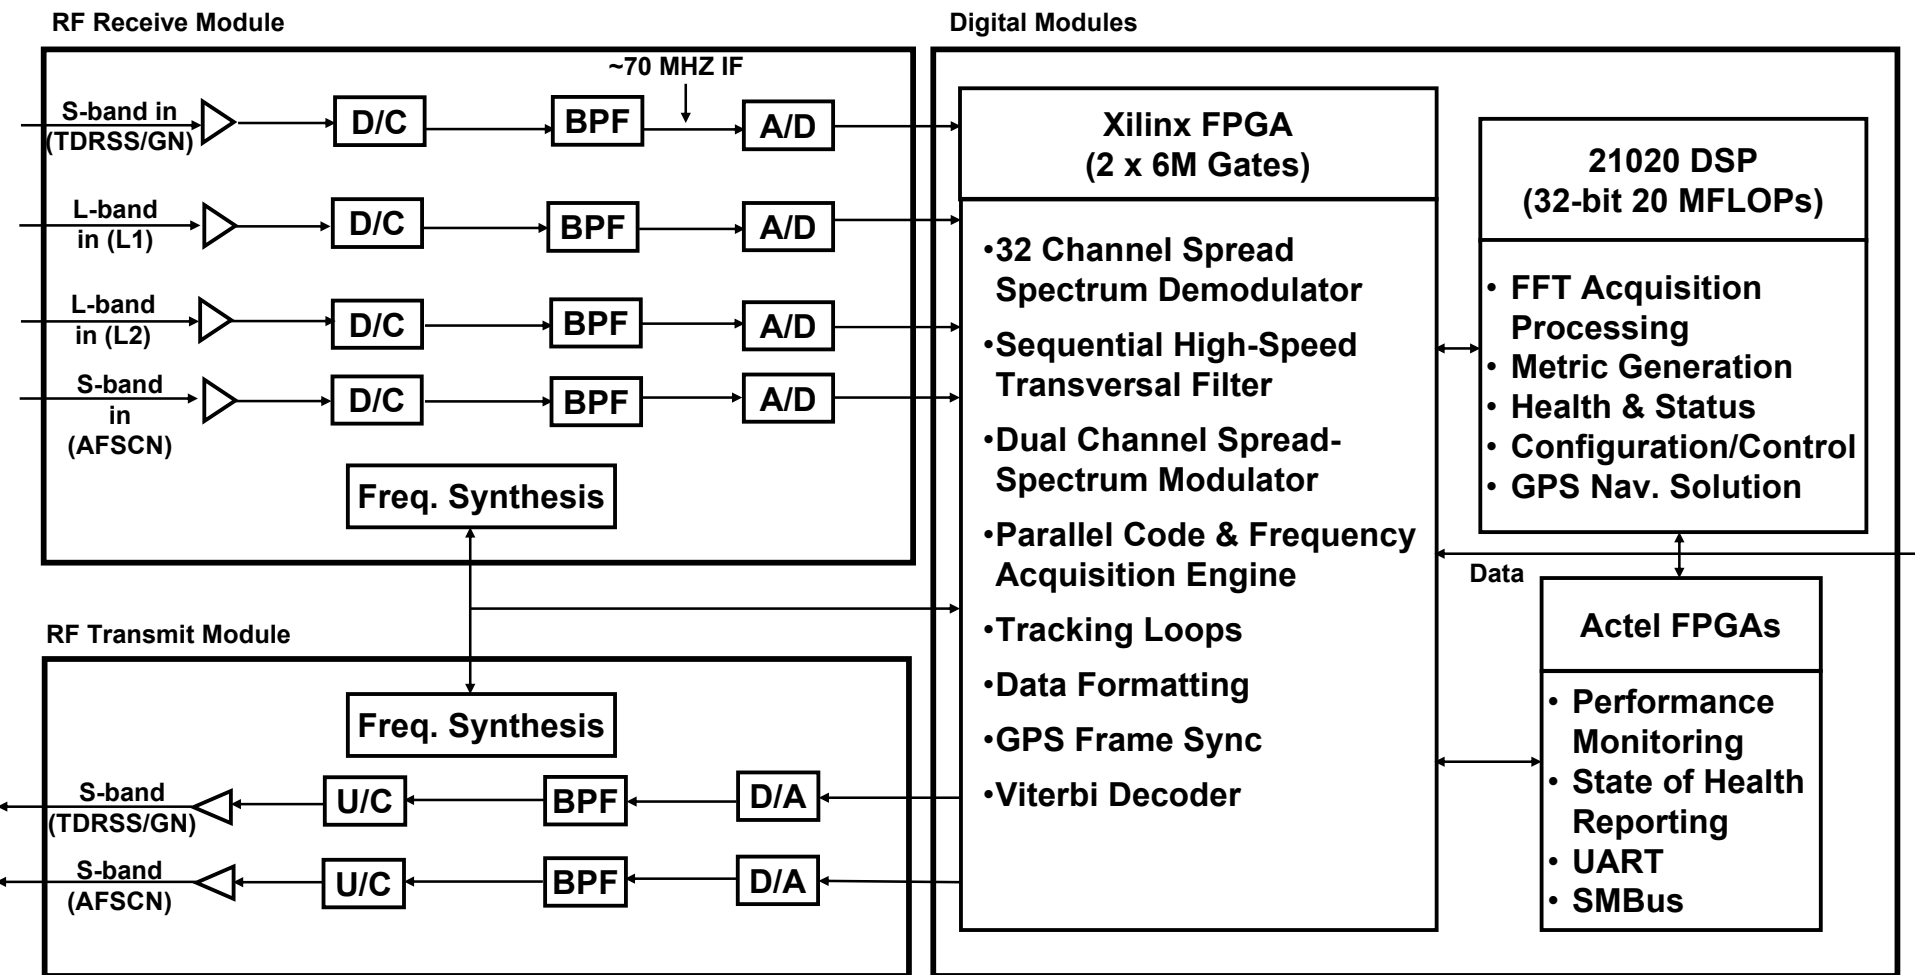 RF Receive Module
~70 MHZ IF
S-band in
(TDRSS/GN)
D/C
BPF
A/D
L-band
in (L1)
D/C
BPF
A/D
L-band
in (L2)
D/C
BPF
A/D
S-band
in
(AFSCN)
D/C
BPF
A/D
Freq. Synthesis
RF Transmit Module
Freq. Synthesis
S-band
(TDRSS/GN)
U/C
BPF
D/A
S-band
(AFSCN)
U/C
BPF
D/A
Digital Modules
Xilinx FPGA
(2 x 6M Gates)
•32 Channel Spread
Spectrum Demodulator
•Sequential High-Speed
Transversal Filter
•Dual Channel Spread-
Spectrum Modulator
•Parallel Code & Frequency
Acquisition Engine
•Tracking Loops
•Data Formatting
•GPS Frame Sync
•Viterbi Decoder
21020 DSP
(32-bit 20 MFLOPs)
• FFT Acquisition
Processing
• Metric Generation
• Health & Status
• Configuration/Control
• GPS Nav. Solution
Data
Actel FPGAs
• Performance
Monitoring
• State of Health
Reporting
• UART
• SMBus